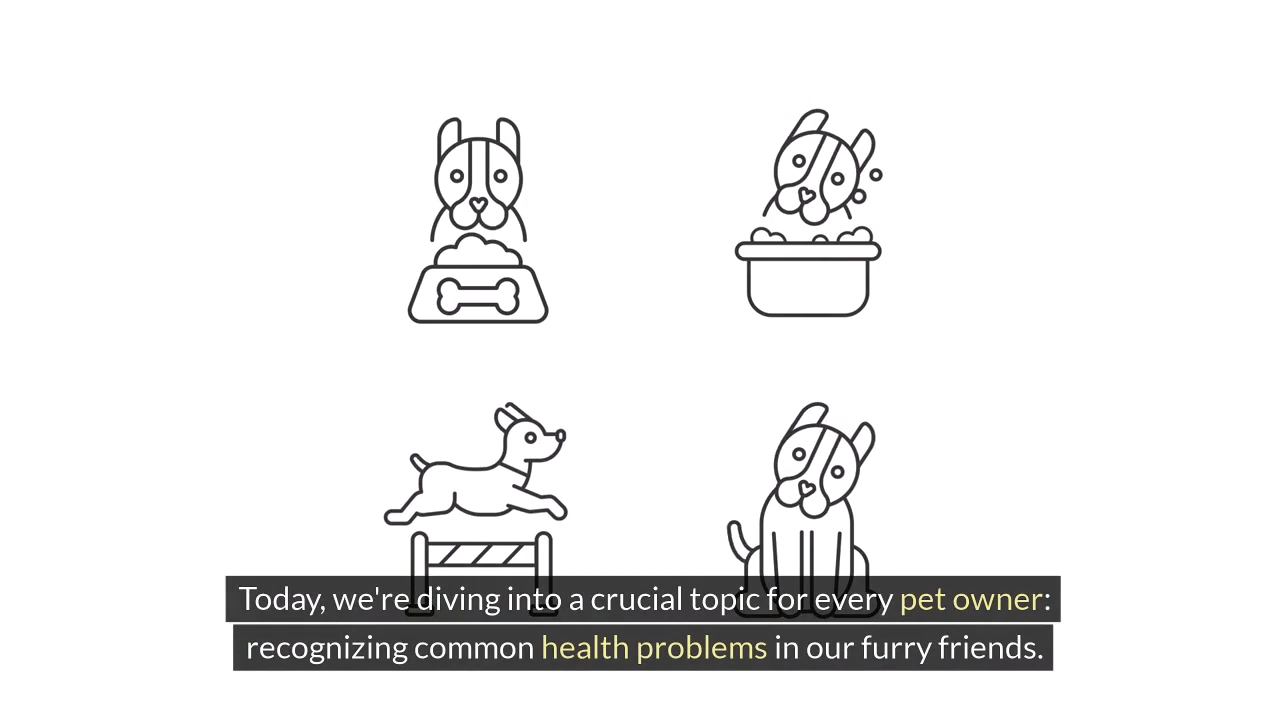 Today, we're diving into a crucial topic for every pet owner:
recognizing common health problems in our furry friends.